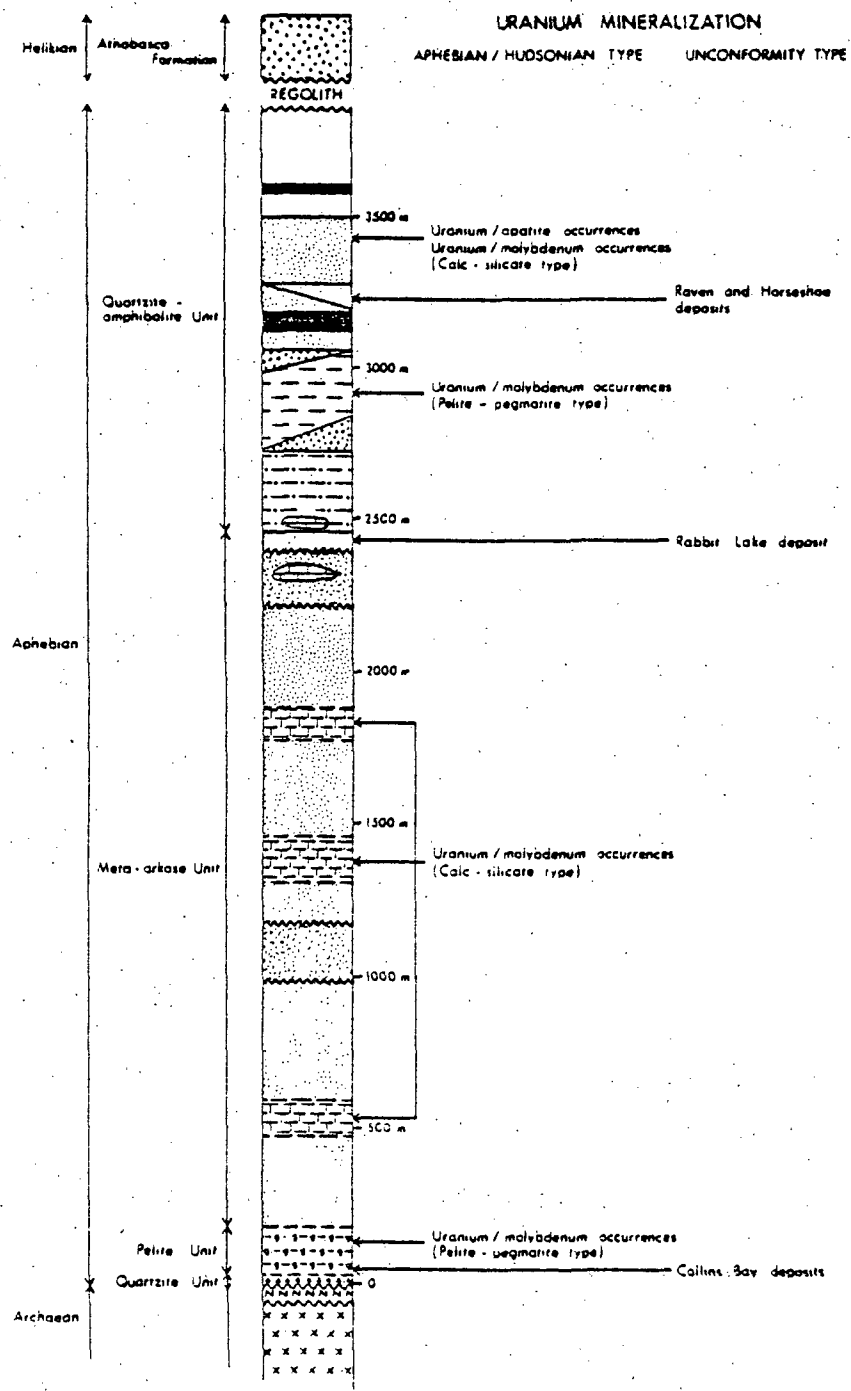 URANIUM MINERALIZATION
APHEBIAN / HUDSONIAN TYPE UNCONFORMITY TYPE
Helikian
Athabasca
Formation
REGOLITH
3500 m
Uranium / apatite occurrences
Uranium / molybdenum occurrences
(Calc - silicate type)
Raven and Horseshoe
deposits
Quartzite -
amphibolite Unit
3000 m
Uranium / molybdenum occurrences
(Pelite - pegmatite type)
2500 m
Rabbit Lake deposit
Aphebian
2000 m
1500 m
Meta - arkose Unit
Uranium / molybdenum occurrences
(Calc - silicate type)
1000 m
500 m
Pelite Unit
Uranium / molybdenum occurrences
(Pelite - pegmatite type)
Collins Bay deposits
Quartzite Unit
0
Archaean